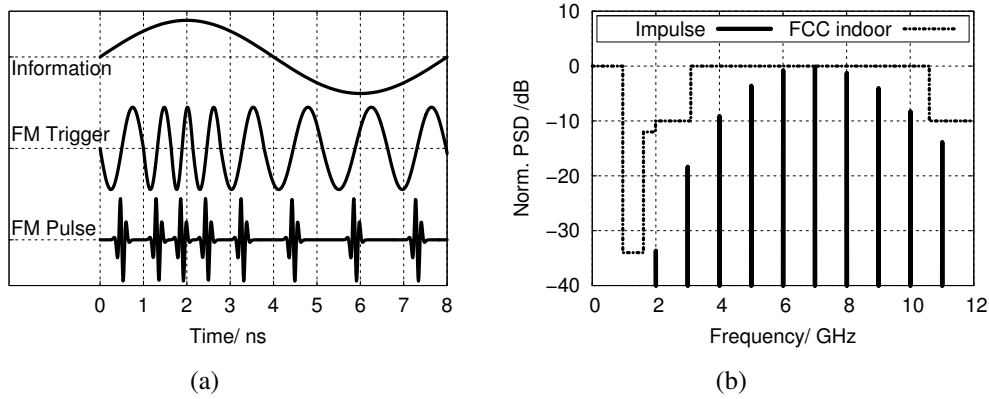 Information
FM Trigger
FM Pulse
0 1 2 3 4 5 6 7 8
Time/ ns
(a)
Impulse FCC indoor
10
0
−10
−20
−30
−40
Norm. PSD /dB
0 2 4 6 8 10 12
Frequency/ GHz
(b)